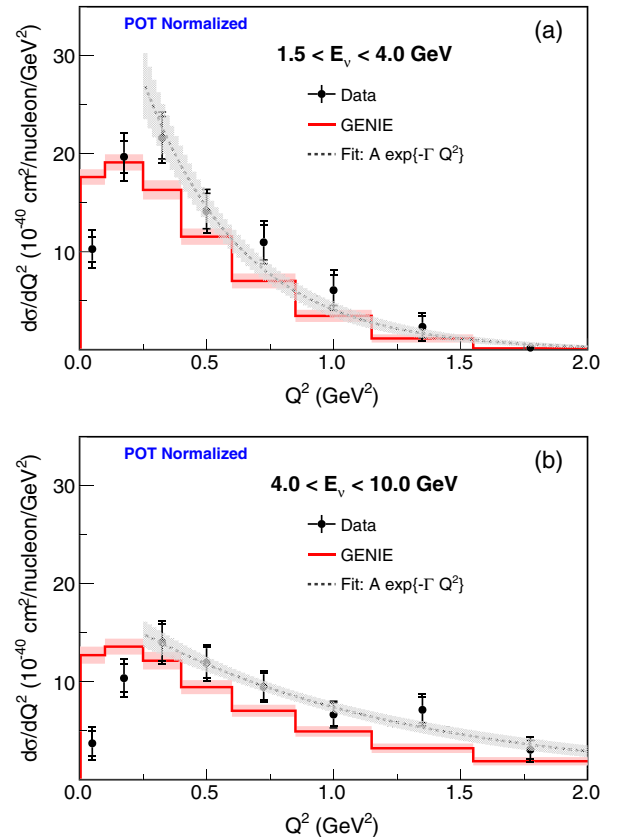 POT Normalized
(a)
1.5 < Eν < 4.0 GeV
Data
GENIE
Fit: A exp{-Γ Q²}
dσ/dQ² (10⁻⁴⁰ cm²/nucleon/GeV²)
30
20
10
0.0 0.5 1.0 1.5 2.0
Q² (GeV²)
POT Normalized
(b)
4.0 < Eν < 10.0 GeV
Data
GENIE
Fit: A exp{-Γ Q²}
dσ/dQ² (10⁻⁴⁰ cm²/nucleon/GeV²)
30
20
10
0.0 0.5 1.0 1.5 2.0
Q² (GeV²)